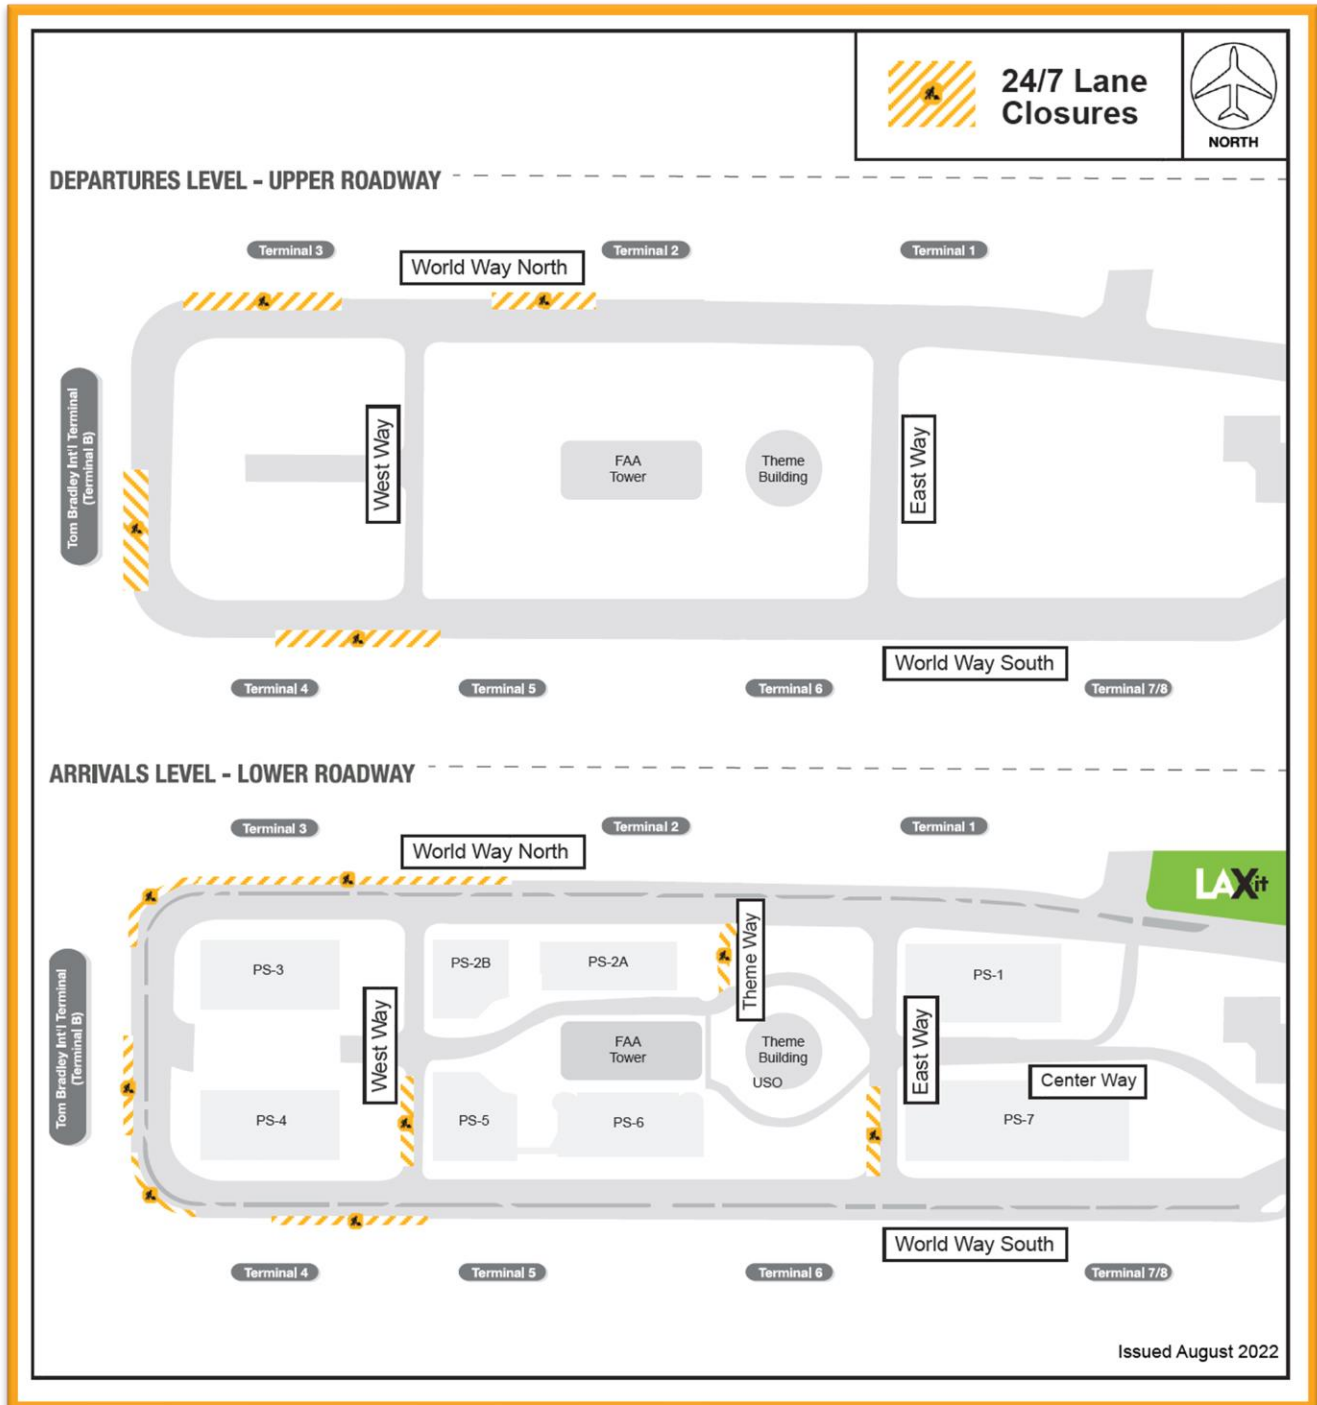 24/7 Lane
Closures
NORTH
DEPARTURES LEVEL - UPPER ROADWAY
Terminal 3
Terminal 2
Terminal 1
World Way North
Tom Bradley Int'l Terminal
(Terminal B)
West Way
FAA
Tower
Theme
Building
East Way
World Way South
Terminal 4
Terminal 5
Terminal 6
Terminal 7/8
ARRIVALS LEVEL - LOWER ROADWAY
Terminal 3
Terminal 2
Terminal 1
World Way North
LAXit
Theme Way
PS-3
PS-2B
PS-2A
PS-1
Tom Bradley Int'l Terminal
(Terminal B)
West Way
FAA
Tower
Theme
Building
USO
East Way
Center Way
PS-4
PS-5
PS-6
PS-7
World Way South
Terminal 4
Terminal 5
Terminal 6
Terminal 7/8
Issued August 2022